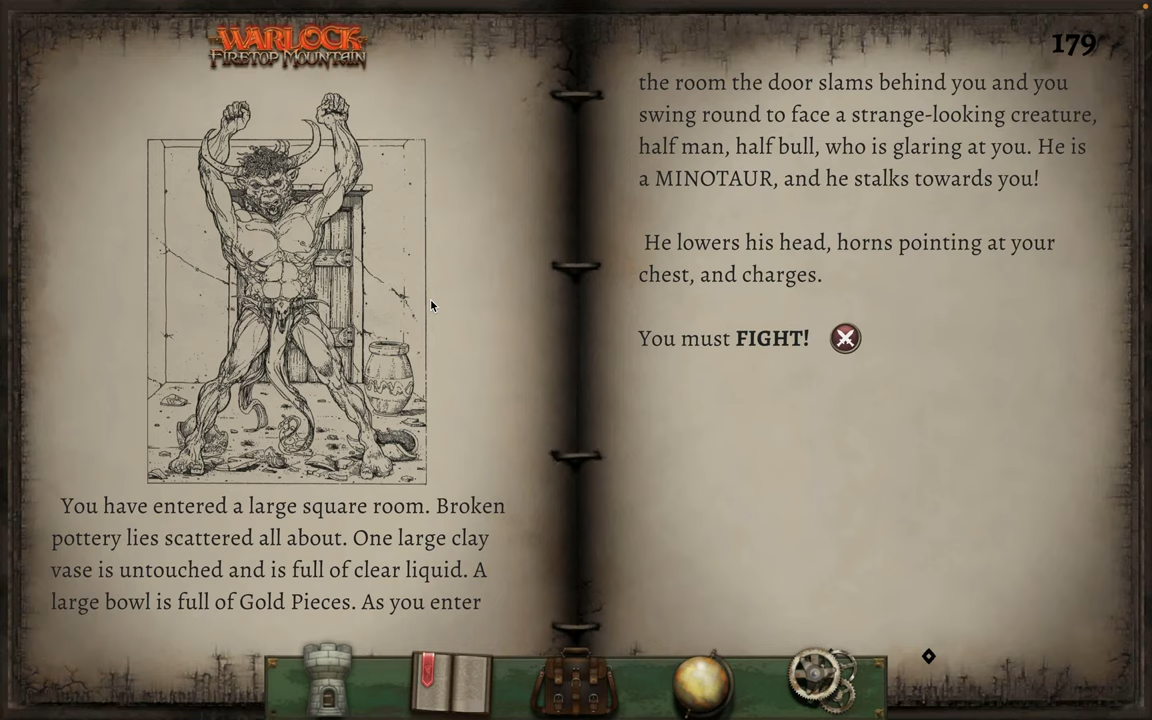 WARLOCK
FIRETOP MOUNTAIN
You have entered a large square room. Broken
pottery lies scattered all about. One large clay
vase is untouched and is full of clear liquid. A
large bowl is full of Gold Pieces. As you enter
179
the room the door slams behind you and you
swing round to face a strange-looking creature,
half man, half bull, who is glaring at you. He is
a MINOTAUR, and he stalks towards you!
He lowers his head, horns pointing at your
chest, and charges.
You must FIGHT!